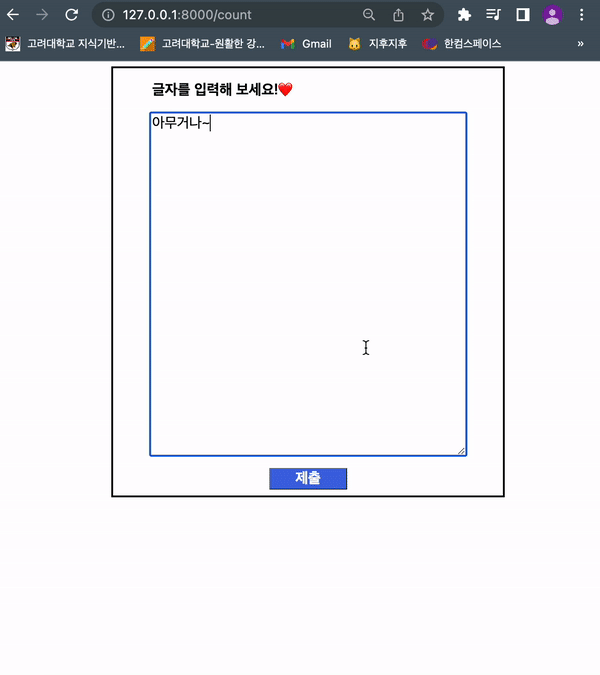 127.0.0.1:8000/count
고려대학교 지식기반... 고려대학교-원활한 강... Gmail 지후지후 한컴스페이스 »
글자를 입력해 보세요!❤️
아무거나~
제출